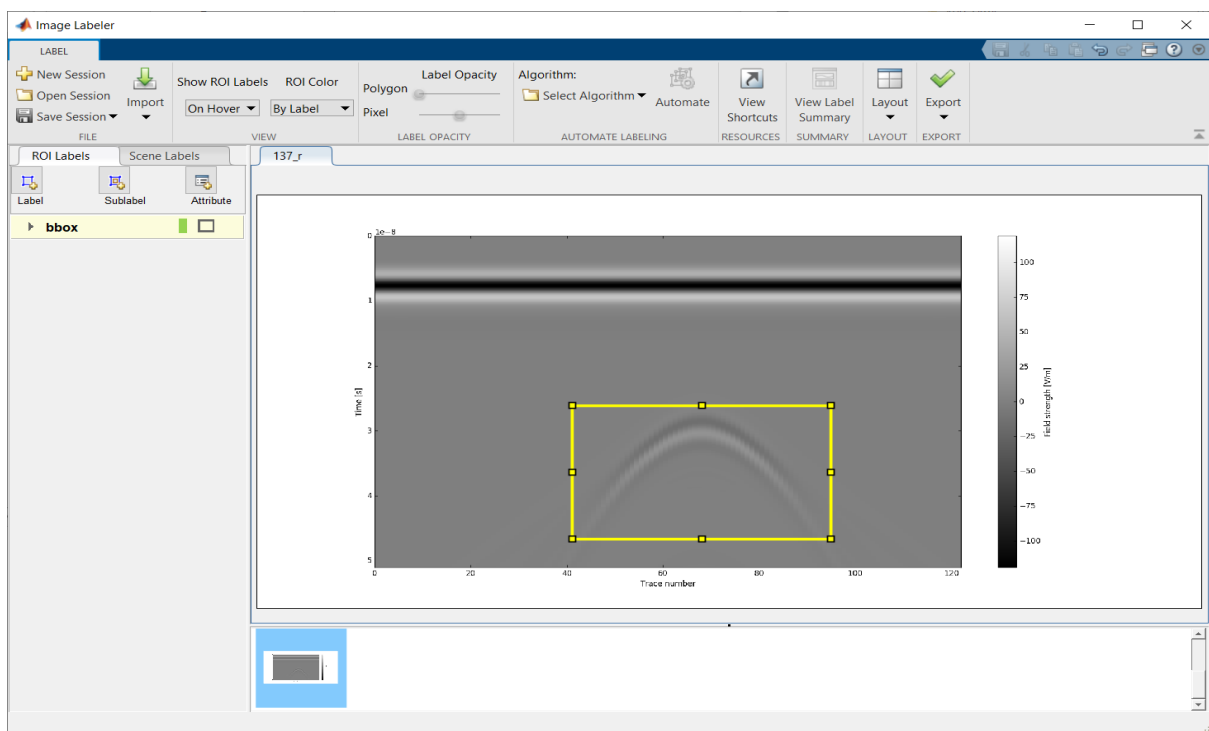 Image Labeler
LABEL
New Session
Open Session
Save Session
Import
FILE
Show ROI Labels ROI Color
On Hover By Label
VIEW
Label Opacity
Polygon
Pixel
LABEL OPACITY
Algorithm:
Select Algorithm
Automate
AUTOMATE LABELING
View
Shortcuts
RESOURCES
View Label
Summary
SUMMARY
Layout
LAYOUT
Export
EXPORT
ROI Labels Scene Labels
Label Sublabel Attribute
bbox
137_r
1e−8
0
1
2
3
4
5
Time [s]
0 20 40 60 80 100 120
Trace number
100
75
50
25
0
−25
−50
−75
−100
Field strength [V/m]